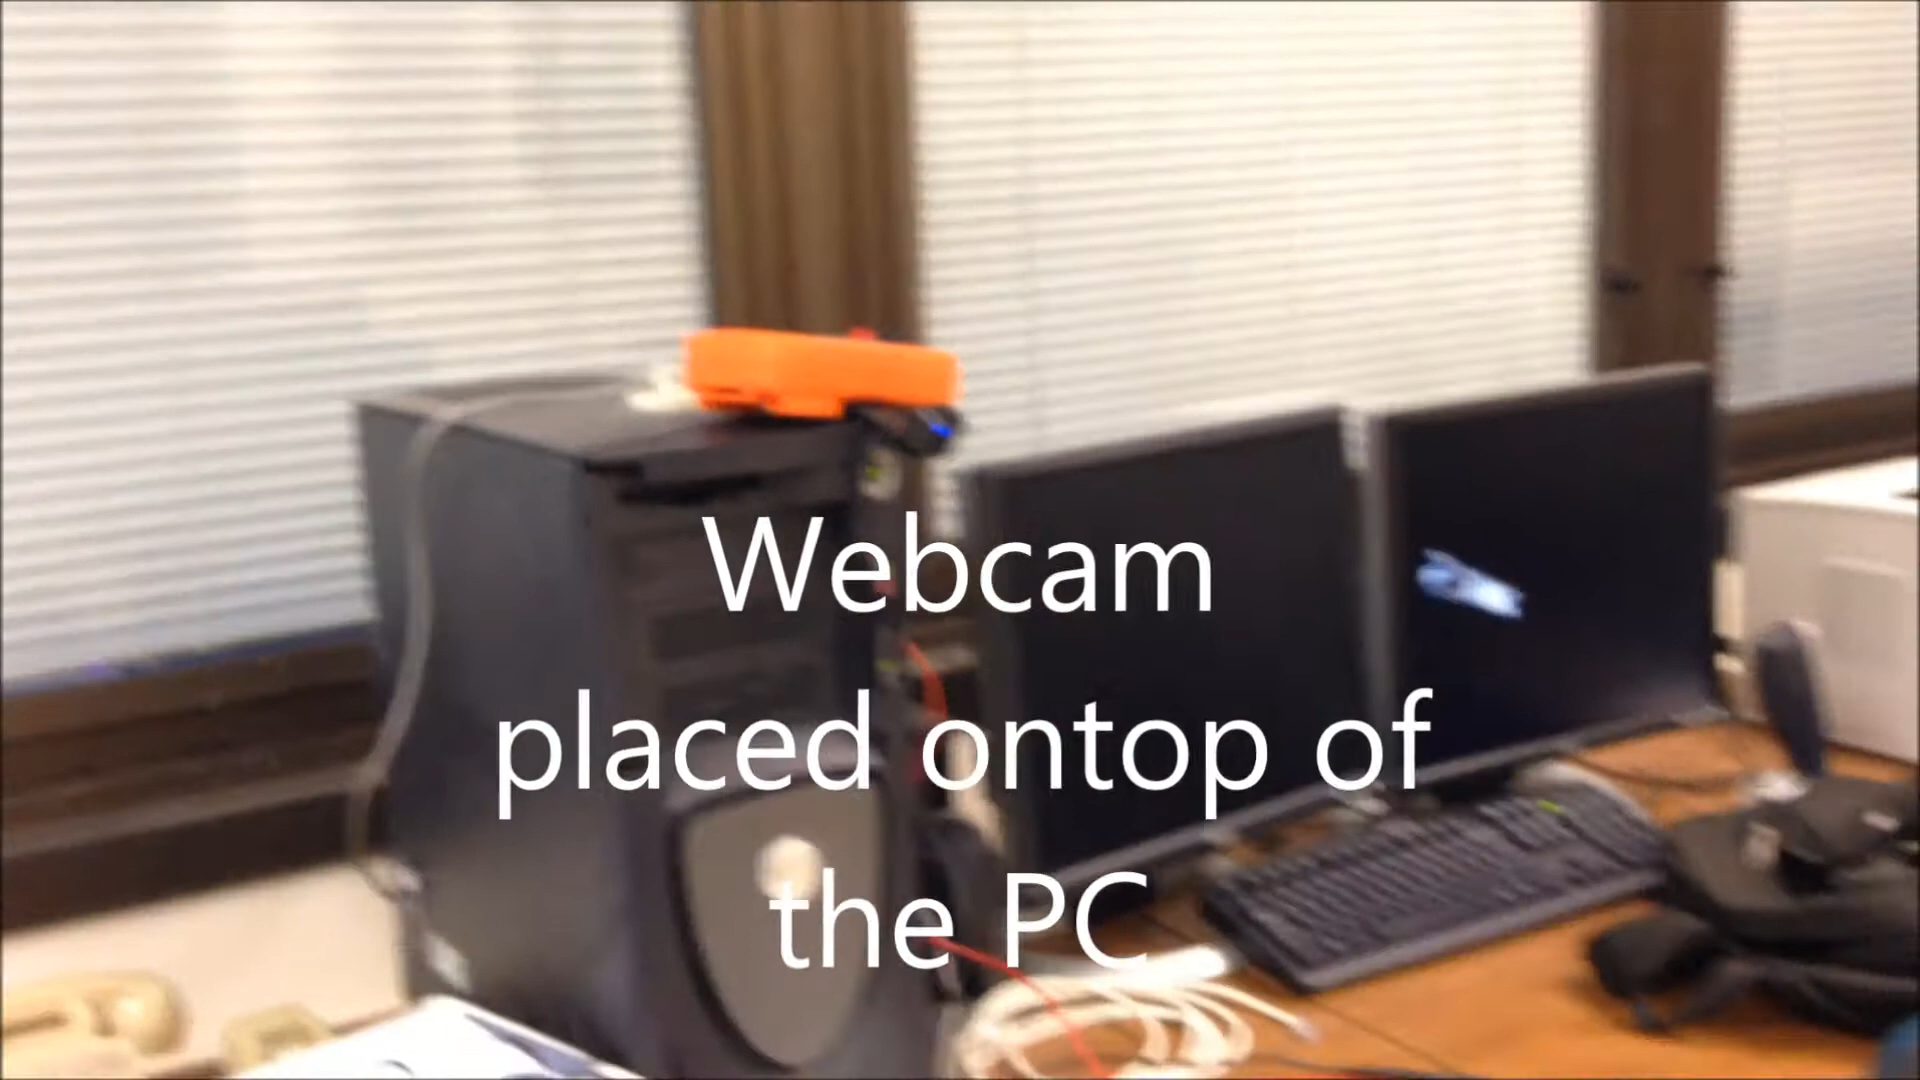 Webcam
placed ontop of
the PC